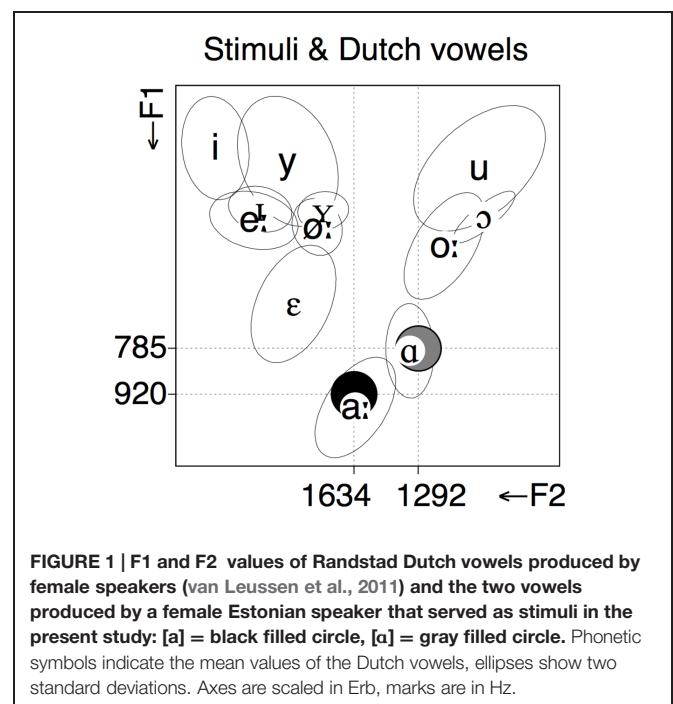 Stimuli & Dutch vowels
←F1
i
y
u
ɪ
eː
ʏ
øː
ɔ
oː
ɛ
785
ɑ
920
aː
1634 1292 ←F2
FIGURE 1 | F1 and F2 values of Randstad Dutch vowels produced by
female speakers (van Leussen et al., 2011) and the two vowels
produced by a female Estonian speaker that served as stimuli in the
present study: [a] = black filled circle, [ɑ] = gray filled circle. Phonetic
symbols indicate the mean values of the Dutch vowels, ellipses show two
standard deviations. Axes are scaled in Erb, marks are in Hz.